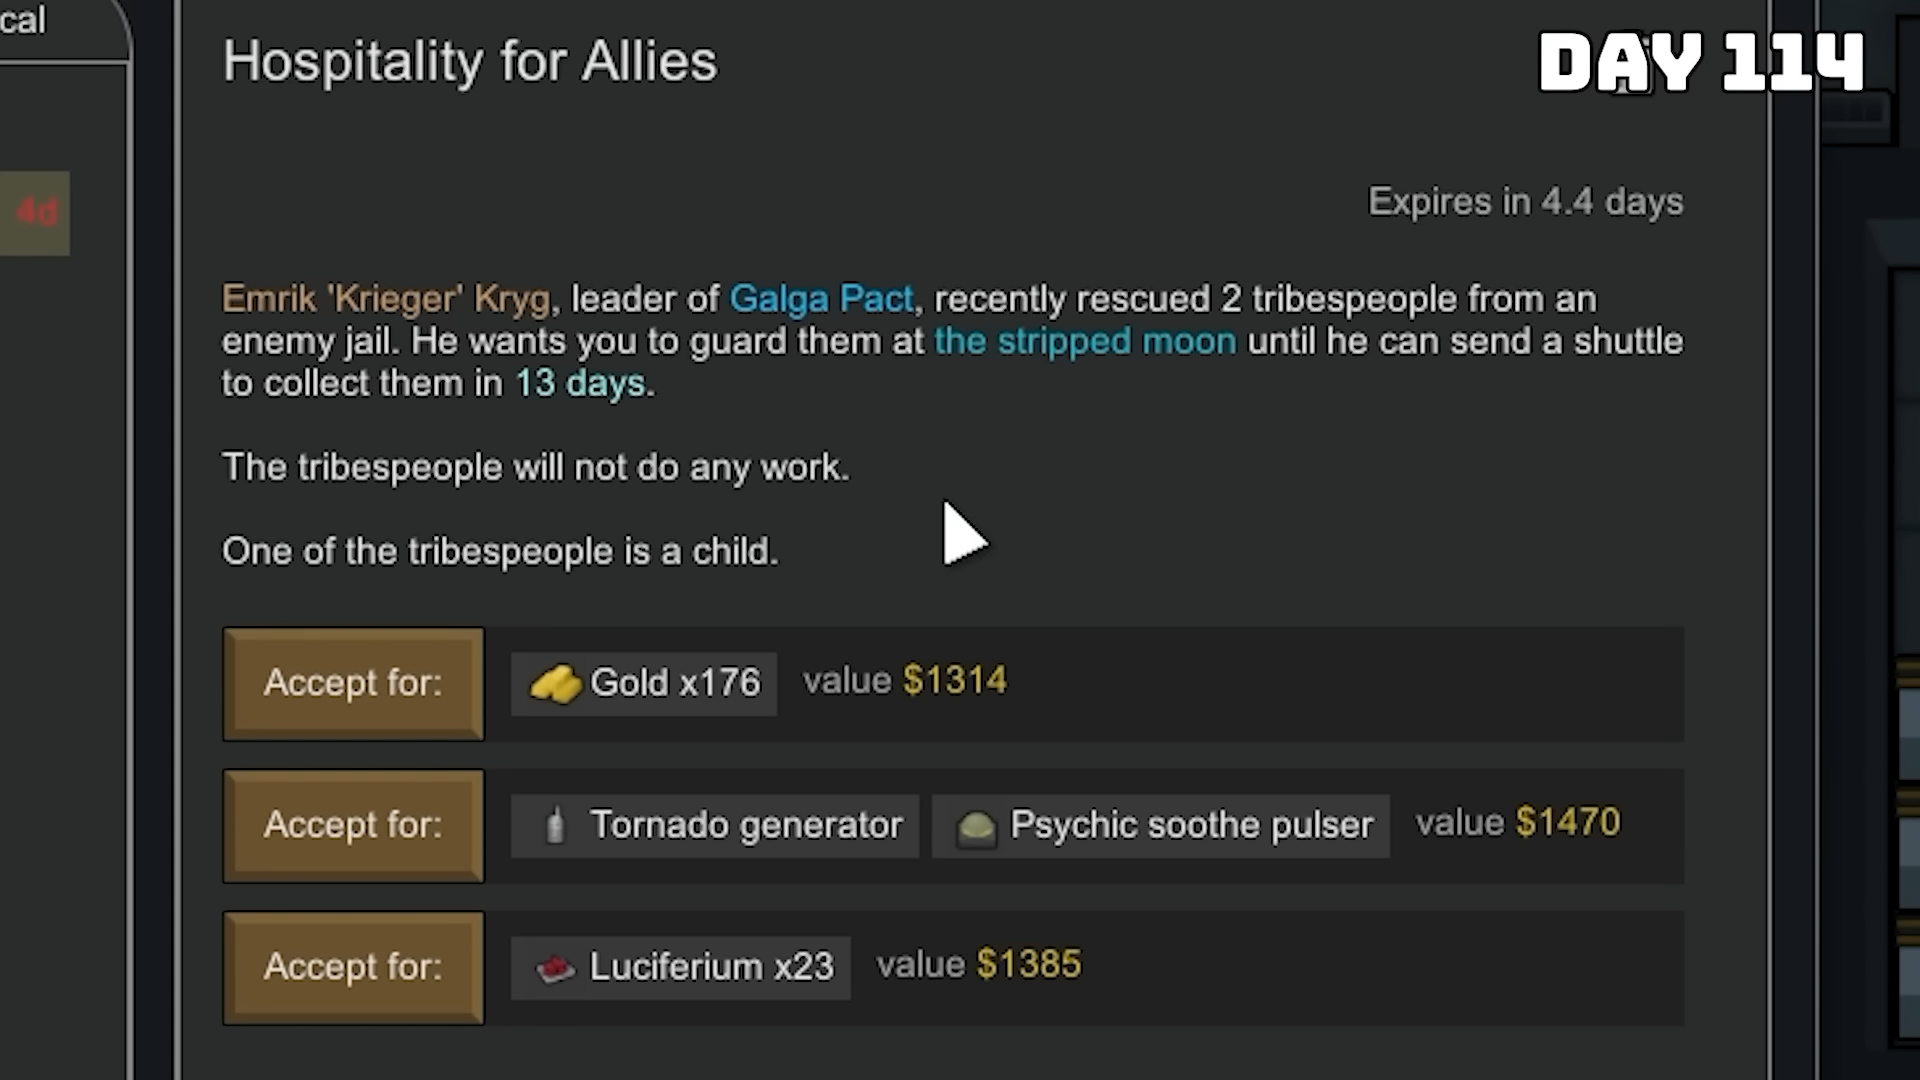 cal
Hospitality for Allies
DAY 114
4d
Expires in 4.4 days
Emrik 'Krieger' Kryg, leader of Galga Pact, recently rescued 2 tribespeople from an
enemy jail. He wants you to guard them at the stripped moon until he can send a shuttle
to collect them in 13 days.
The tribespeople will not do any work.
One of the tribespeople is a child.
Accept for: Gold x176 value $1314
Accept for: Tornado generator Psychic soothe pulser value $1470
Accept for: Luciferium x23 value $1385